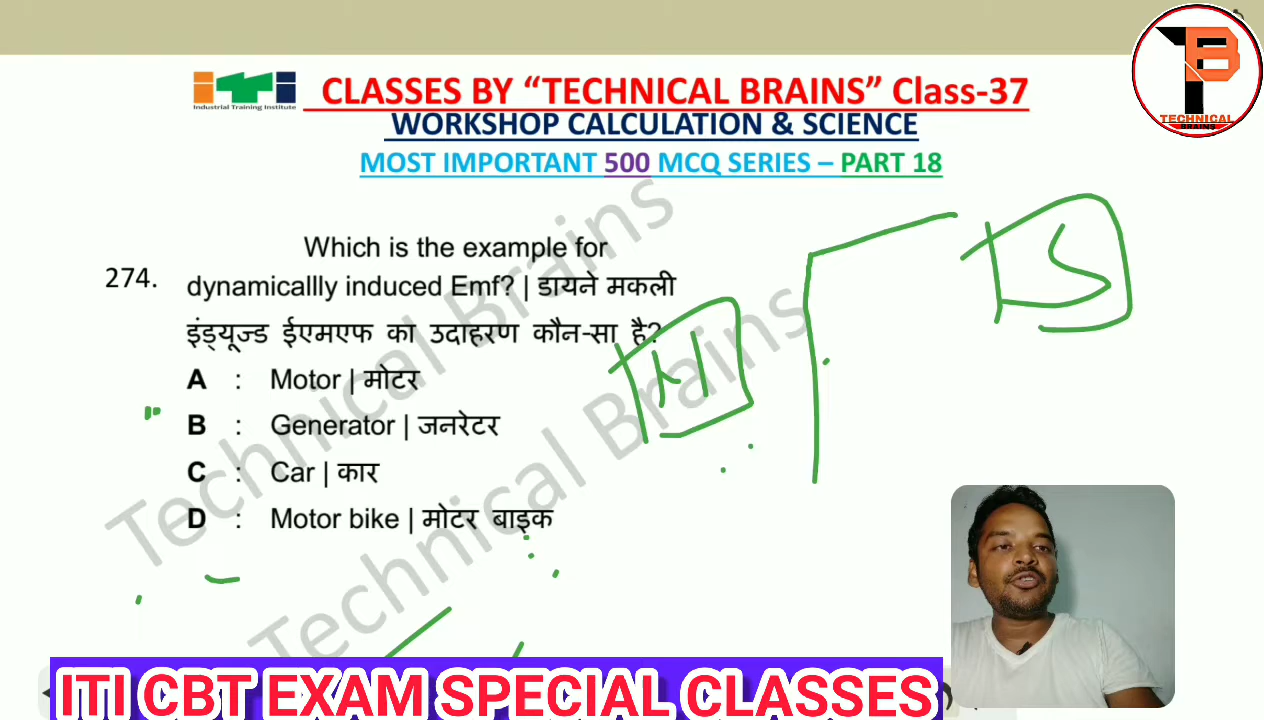 TECHNICAL
BRAINS
iTi
Industrial Training Institute
CLASSES BY “TECHNICAL BRAINS” Class-37
WORKSHOP CALCULATION & SCIENCE
MOST IMPORTANT 500 MCQ SERIES – PART 18
Which is the example for
274. dynamicallly induced Emf? | डायने मकली
इंड्यूज्ड ईएमएफ का उदाहरण कौन-सा है?
A : Motor | मोटर
B : Generator | जनरेटर
C : Car | कार
D : Motor bike | मोटर बाइक
N
S
Technical Brains
Technical Brains
ITI CBT EXAM SPECIAL CLASSES